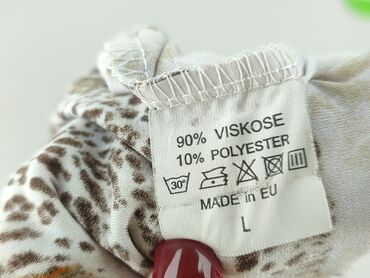 90% VISKOSE
10% POLYESTER
30°
MADE in EU
L